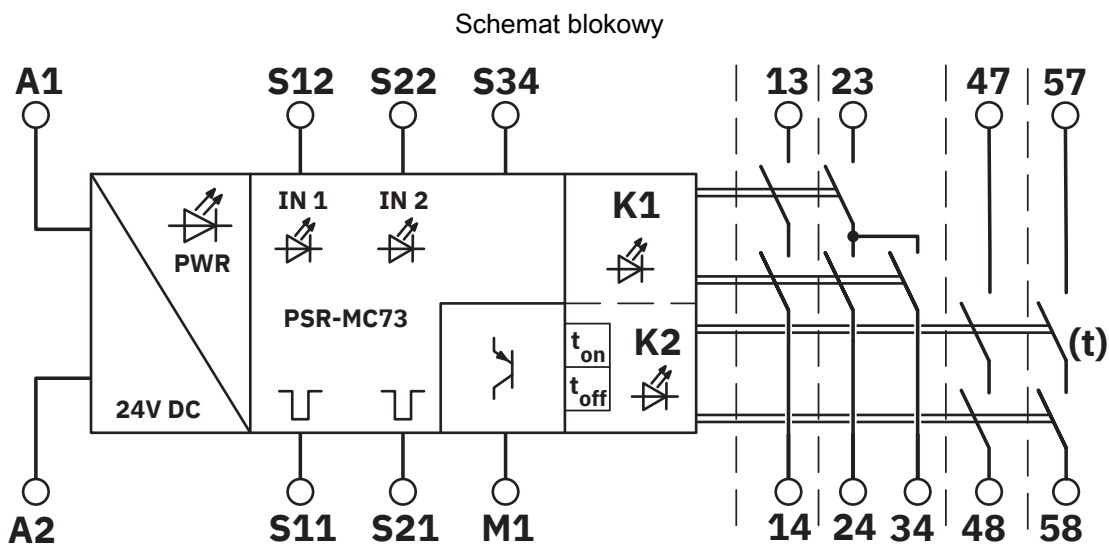 Schemat blokowy
A1 S12 S22 S34 13 23 47 57
IN 1 IN 2 K1
PWR
PSR-MC73
t on K2 (t)
t off
24V DC
A2 S11 S21 M1 14 24 34 48 58